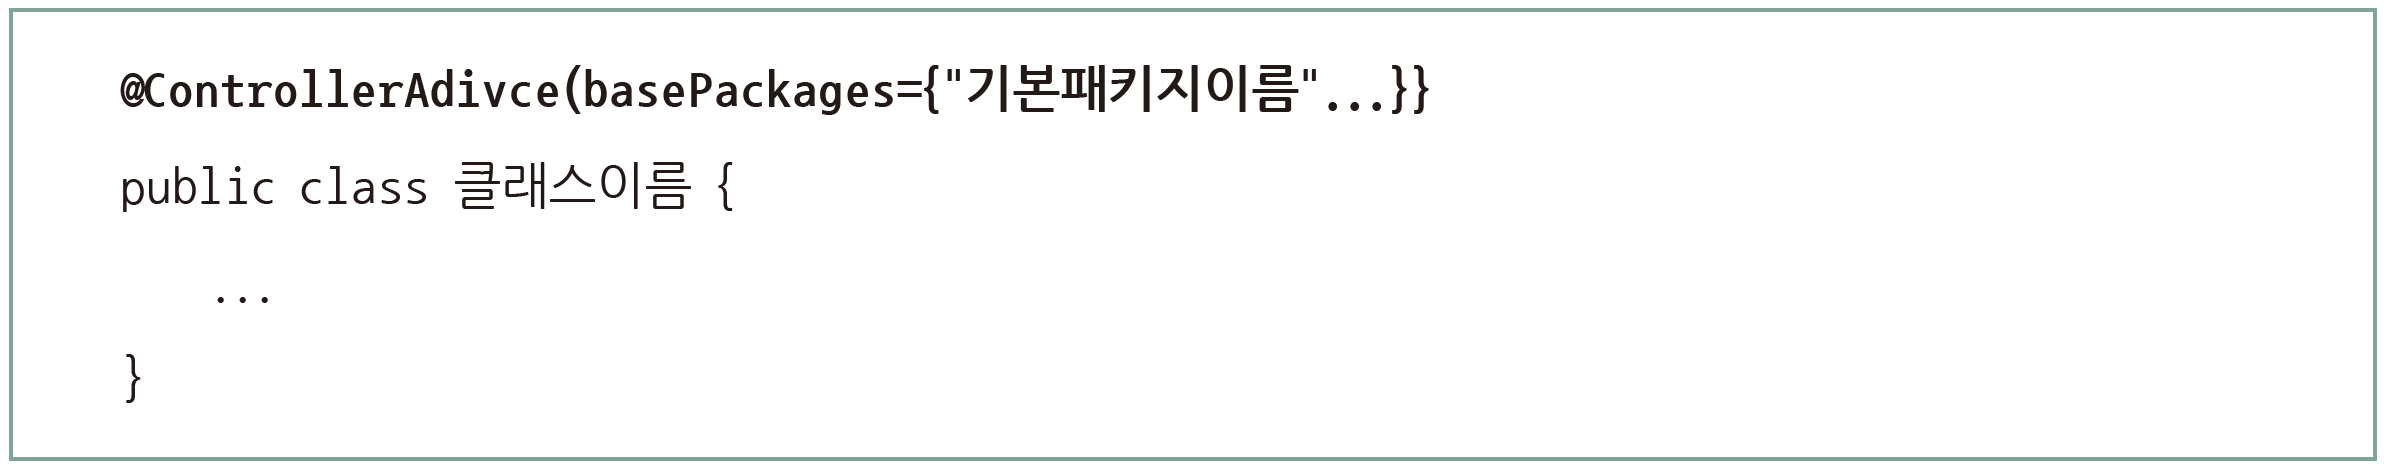 @ControllerAdivce(basePackages={"기본패키지이름"...}}
public class 클래스이름 {
...
}